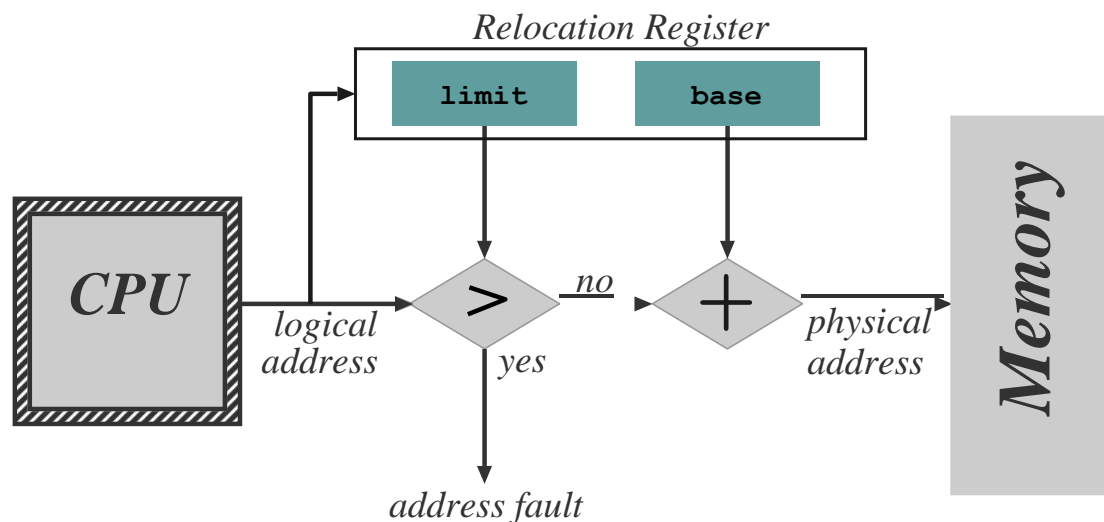 Relocation Register
limit
base
CPU
>
no
+
logical
address
yes
physical
address
Memory
address fault